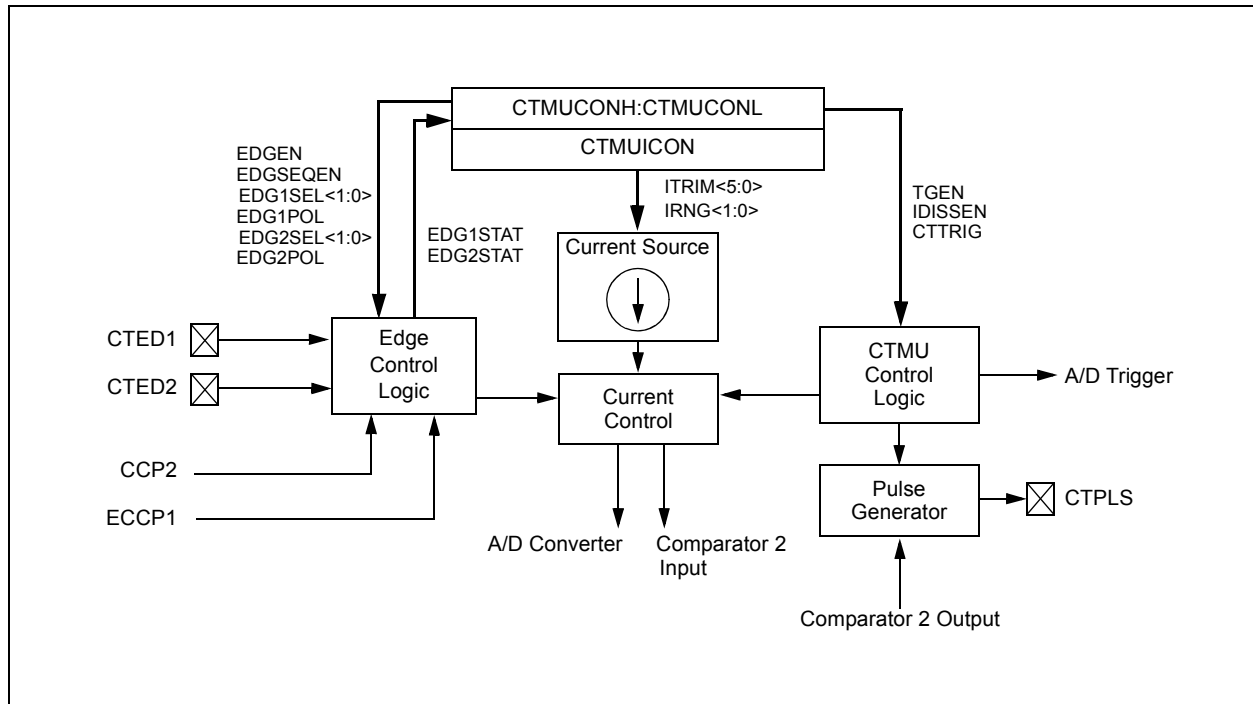 CTMUCONH:CTMUCONL
CTMUICON
EDGEN
EDGSEQEN
EDG1SEL<1:0>
EDG1POL
EDG2SEL<1:0>
EDG2POL
EDG1STAT
EDG2STAT
ITRIM<5:0>
IRNG<1:0>
TGEN
IDISSEN
CTTRIG
Current Source
CTED1
CTED2
Edge
Control
Logic
Current
Control
CTMU
Control
Logic
A/D Trigger
CCP2
ECCP1
Pulse
Generator
CTPLS
A/D Converter
Comparator 2
Input
Comparator 2 Output